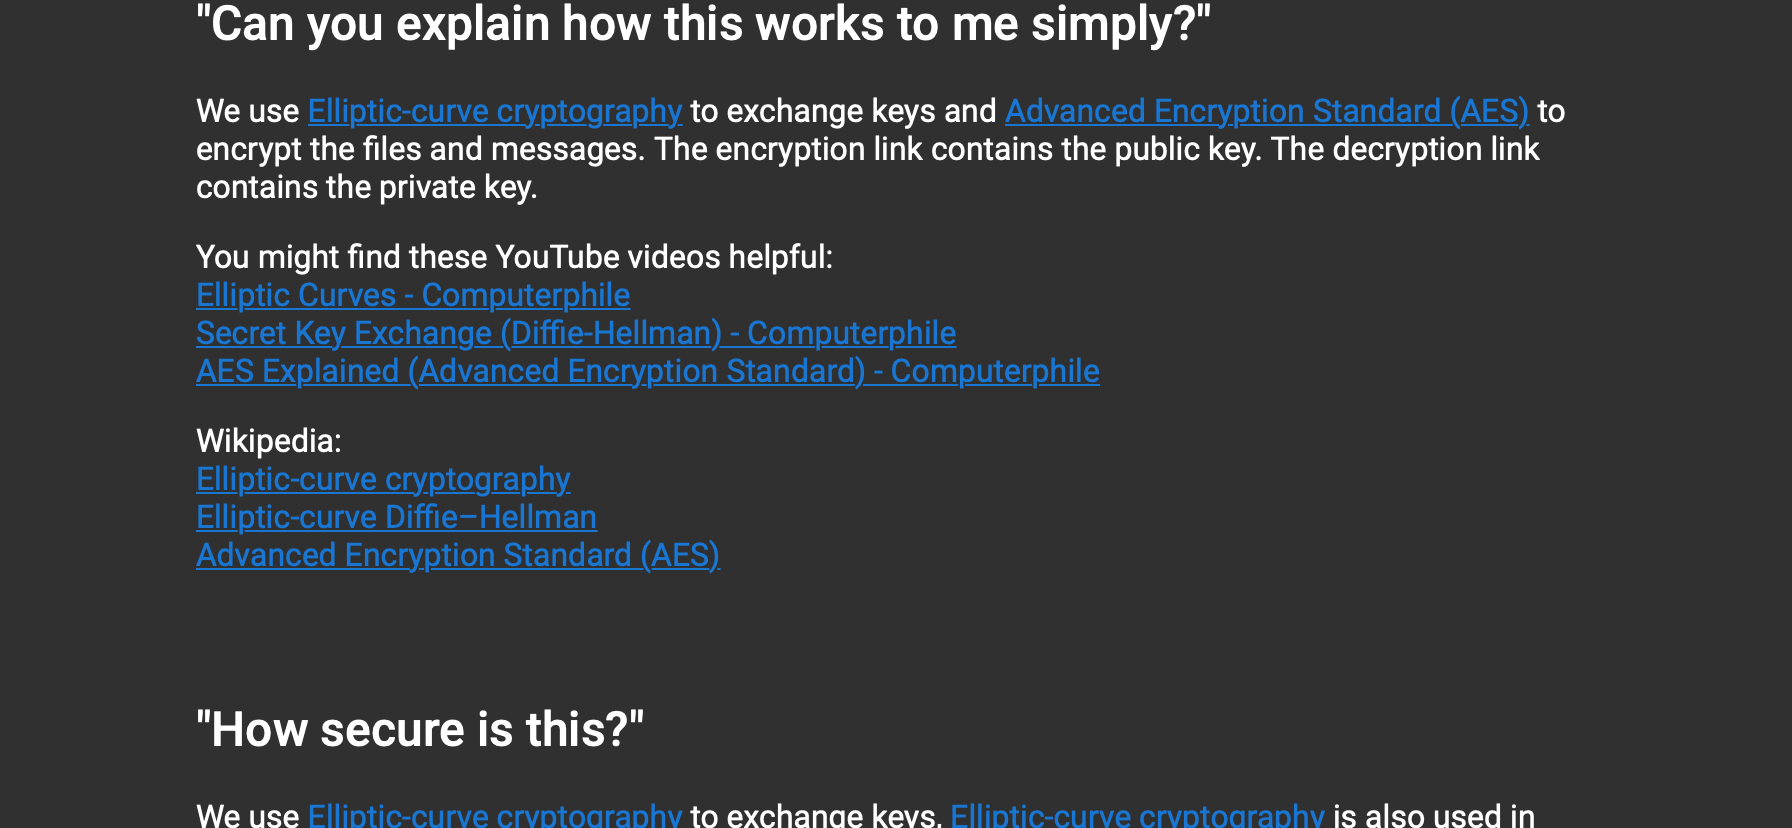 "Can you explain how this works to me simply?"
We use Elliptic-curve cryptography to exchange keys and Advanced Encryption Standard (AES) to
encrypt the files and messages. The encryption link contains the public key. The decryption link
contains the private key.
You might find these YouTube videos helpful:
Elliptic Curves - Computerphile
Secret Key Exchange (Diffie-Hellman) - Computerphile
AES Explained (Advanced Encryption Standard) - Computerphile
Wikipedia:
Elliptic-curve cryptography
Elliptic-curve Diffie–Hellman
Advanced Encryption Standard (AES)
"How secure is this?"
We use Elliptic-curve cryptography to exchange keys. Elliptic-curve cryptography is also used in